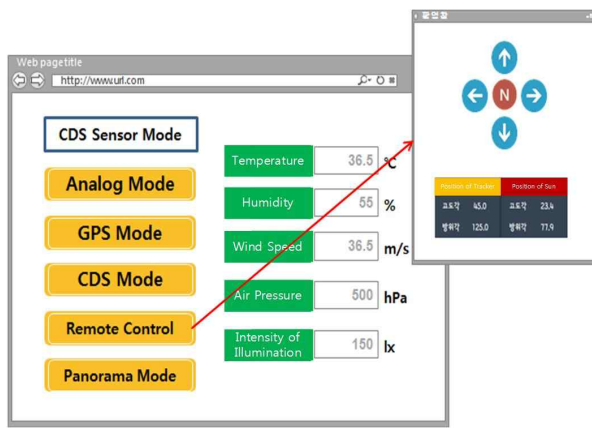 Web pagetitle
http://www.url.com
CDS Sensor Mode
Analog Mode
GPS Mode
CDS Mode
Remote Control
Panorama Mode
Temperature 36.5 °C
Humidity 55 %
Wind Speed 36.5 m/s
Air Pressure 500 hPa
Intensity of
Illumination 150 lx
팝업창
N
Position of Tracker Position of Sun
고도각 45.0 고도각 23.4
방위각 125.0 방위각 77.9